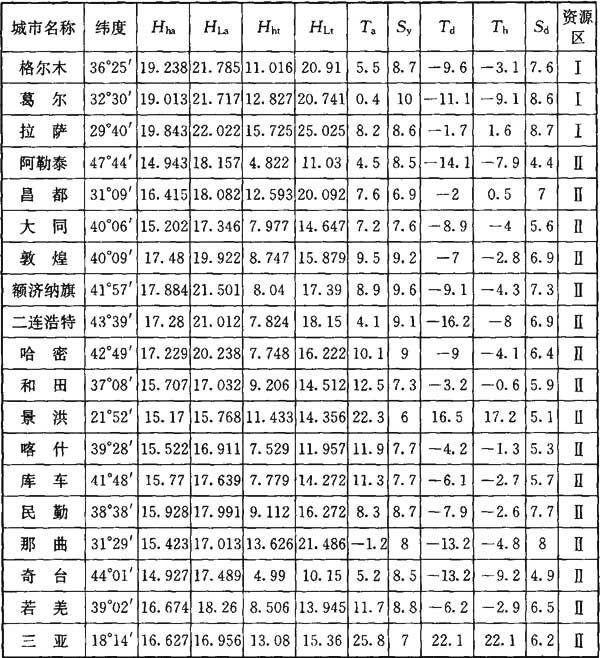 城市名称 纬度 Hha HLa Hht HLt Ta Sy Td Th Sd 资源区
格尔木 36°25′ 19.238 21.785 11.016 20.91 5.5 8.7 -9.6 -3.1 7.6 Ⅰ
葛尔 32°30′ 19.013 21.717 12.827 20.741 0.4 10 -11.1 -9.1 8.6 Ⅰ
拉萨 29°40′ 19.843 22.022 15.725 25.025 8.2 8.6 -1.7 1.6 8.7 Ⅰ
阿勒泰 47°44′ 14.943 18.157 4.822 11.03 4.5 8.5 -14.1 -7.9 4.4 Ⅱ
昌都 31°09′ 16.415 18.082 12.593 20.092 7.6 6.9 -2 0.5 7 Ⅱ
大同 40°06′ 15.202 17.346 7.977 14.647 7.2 7.6 -8.9 -4 5.6 Ⅱ
敦煌 40°09′ 17.48 19.922 8.747 15.879 9.5 9.2 -7 -2.8 6.9 Ⅱ
额济纳旗 41°57′ 17.884 21.501 8.04 17.39 8.9 9.6 -9.1 -4.3 7.3 Ⅱ
二连浩特 43°39′ 17.28 21.012 7.824 18.15 4.1 9.1 -16.2 -8 6.9 Ⅱ
哈密 42°49′ 17.229 20.238 7.748 16.222 10.1 9 -9 -4.1 6.4 Ⅱ
和田 37°08′ 15.707 17.032 9.206 14.512 12.5 7.3 -3.2 -0.6 5.9 Ⅱ
景洪 21°52′ 15.17 15.768 11.433 14.356 22.3 6 16.5 17.2 5.1 Ⅱ
喀什 39°28′ 15.522 16.911 7.529 11.957 11.9 7.7 -4.2 -1.3 5.3 Ⅱ
库车 41°48′ 15.77 17.639 7.779 14.272 11.3 7.7 -6.1 -2.7 5.7 Ⅱ
民勤 38°38′ 15.928 17.991 9.112 16.272 8.3 8.7 -7.9 -2.6 7.7 Ⅱ
那曲 31°29′ 15.423 17.013 13.626 21.486 -1.2 8 -13.2 -4.8 8 Ⅱ
奇台 44°01′ 14.927 17.489 4.99 10.15 5.2 8.5 -13.2 -9.2 4.9 Ⅱ
若羌 39°02′ 16.674 18.26 8.506 13.945 11.7 8.8 -6.2 -2.9 6.5 Ⅱ
三亚 18°14′ 16.627 16.956 13.08 15.36 25.8 7 22.1 22.1 6.2 Ⅱ